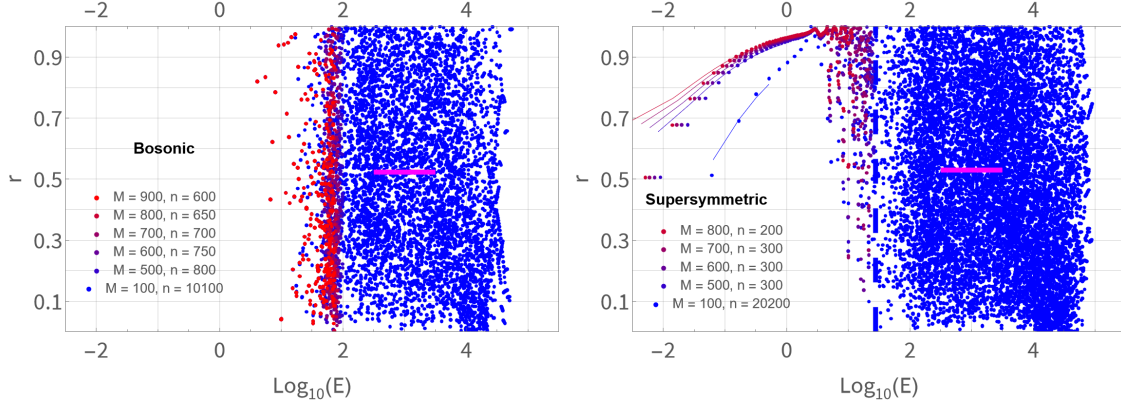 −2 0 2 4
0.9
0.7
0.5
0.3
0.1
r
Bosonic
M = 900, n = 600
M = 800, n = 650
M = 700, n = 700
M = 600, n = 750
M = 500, n = 800
M = 100, n = 10100
−2 0 2 4
Log10(E)
−2 0 2 4
0.9
0.7
0.5
0.3
0.1
r
Supersymmetric
M = 800, n = 200
M = 700, n = 300
M = 600, n = 300
M = 500, n = 300
M = 100, n = 20200
−2 0 2 4
Log10(E)